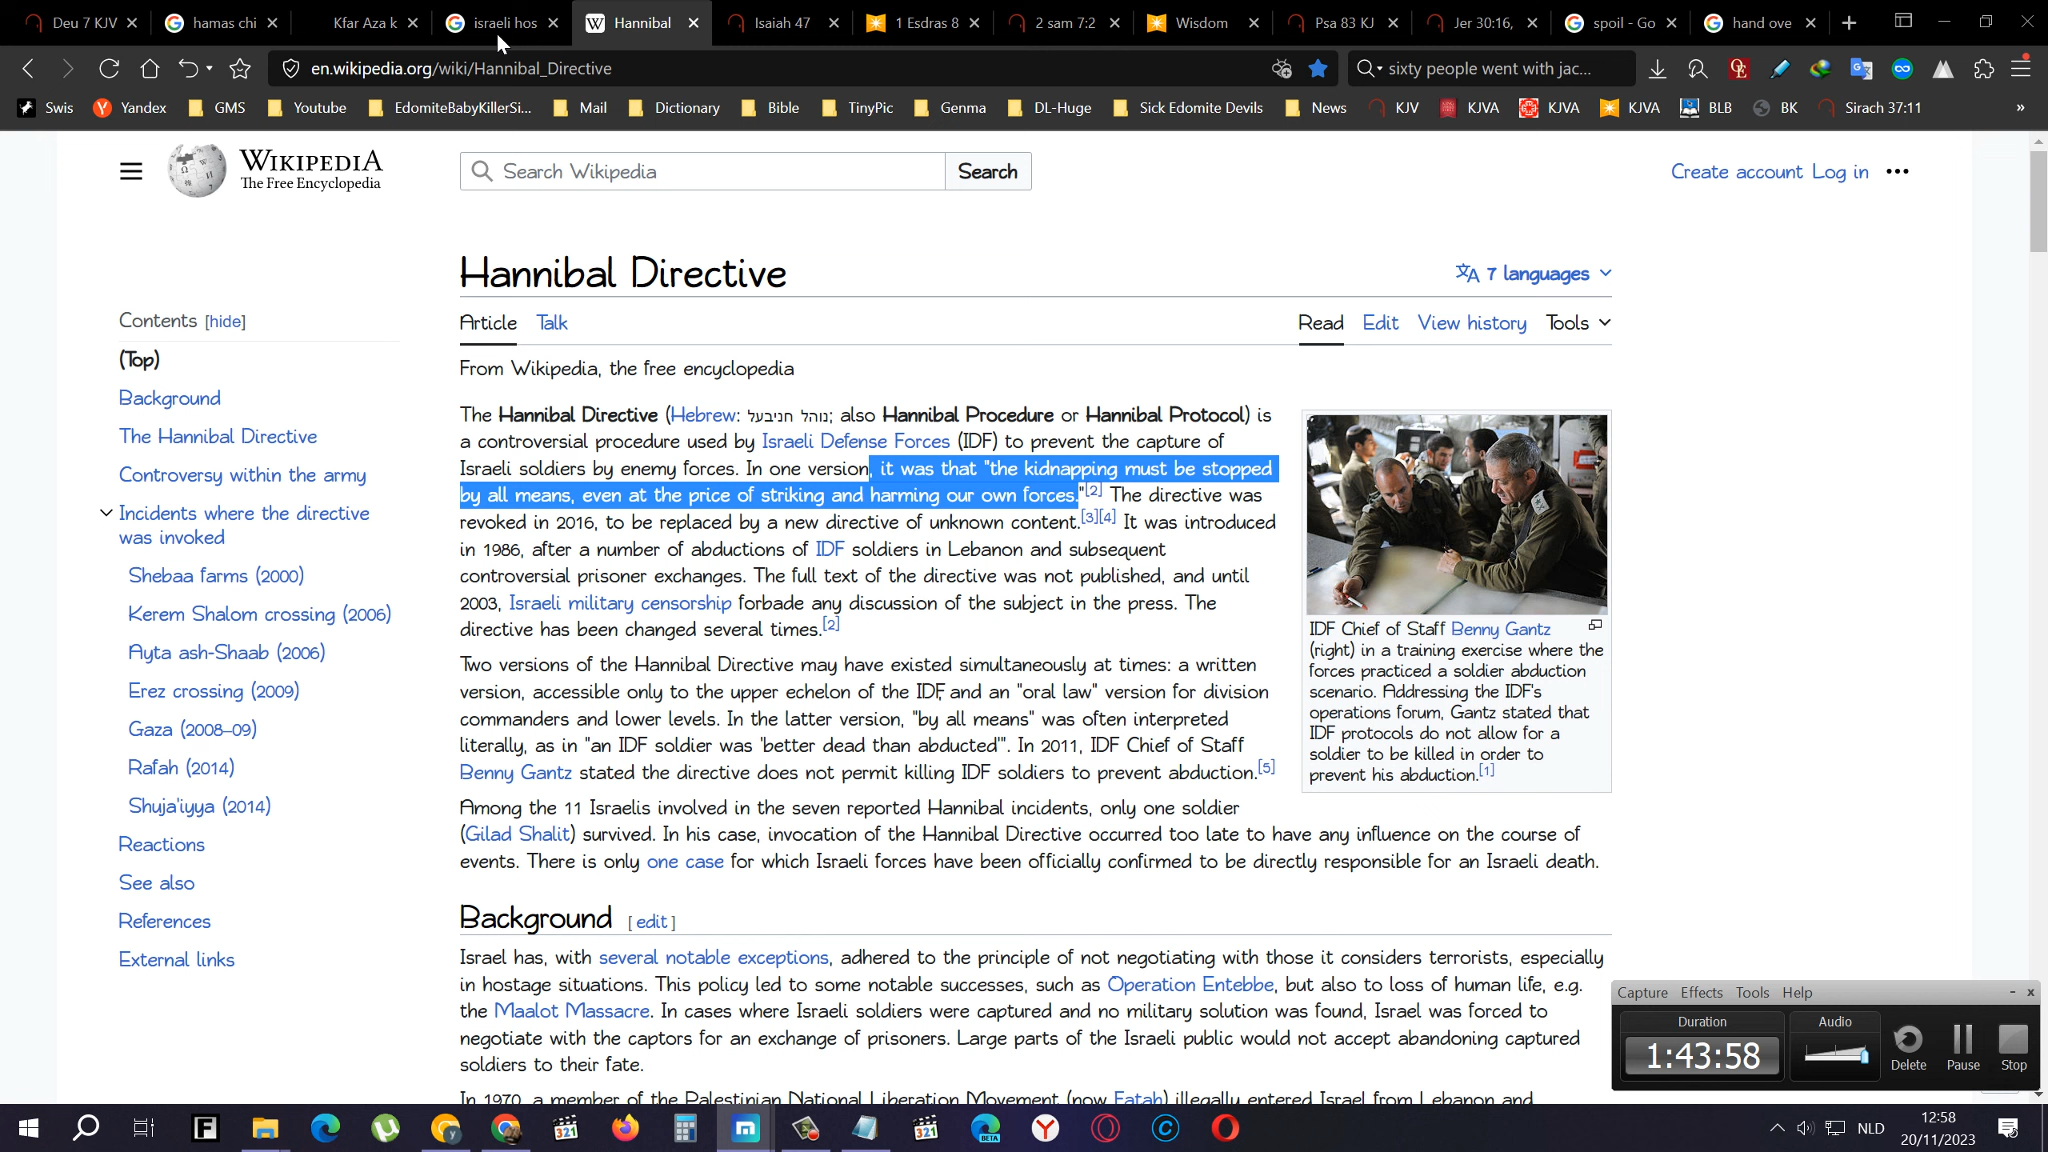 Deu 7 KJV
hamas chi
Kfar Aza k
israeli hos
Hannibal
Isaiah 47
1 Esdras 8
2 sam 7:2
Wisdom
Psa 83 KJ
Jer 30:16,
spoil - Go
hand ove
en.wikipedia.org/wiki/Hannibal_Directive
sixty people went with jac...
Swis
Yandex
GMS
Youtube
EdomiteBabyKillerSi...
Mail
Dictionary
Bible
TinyPic
Genma
DL-Huge
Sick Edomite Devils
News
KJV
KJVA
KJVA
KJVA
BLB
BK
Sirach 37:11
WIKIPEDIA
The Free Encyclopedia
Search Wikipedia
Search
Create account Log in
Hannibal Directive
7 languages
Contents [hide]
(Top)
Background
The Hannibal Directive
Controversy within the army
Incidents where the directive
was invoked
Shebaa farms (2000)
Kerem Shalom crossing (2006)
Ayta ash-Shaab (2006)
Erez crossing (2009)
Gaza (2008–09)
Rafah (2014)
Shuja'iyya (2014)
Reactions
See also
References
External links
Article Talk
Read Edit View history Tools
From Wikipedia, the free encyclopedia
The Hannibal Directive (Hebrew: נוהל חניבעל; also Hannibal Procedure or Hannibal Protocol) is
a controversial procedure used by Israeli Defense Forces (IDF) to prevent the capture of
Israeli soldiers by enemy forces. In one version, it was that "the kidnapping must be stopped
by all means, even at the price of striking and harming our own forces."[2] The directive was
revoked in 2016, to be replaced by a new directive of unknown content.[3][4] It was introduced
in 1986, after a number of abductions of IDF soldiers in Lebanon and subsequent
controversial prisoner exchanges. The full text of the directive was not published, and until
2003, Israeli military censorship forbade any discussion of the subject in the press. The
directive has been changed several times.[2]
Two versions of the Hannibal Directive may have existed simultaneously at times: a written
version, accessible only to the upper echelon of the IDF, and an "oral law" version for division
commanders and lower levels. In the latter version, "by all means" was often interpreted
literally, as in "an IDF soldier was 'better dead than abducted'". In 2011, IDF Chief of Staff
Benny Gantz stated the directive does not permit killing IDF soldiers to prevent abduction.[5]
Among the 11 Israelis involved in the seven reported Hannibal incidents, only one soldier
(Gilad Shalit) survived. In his case, invocation of the Hannibal Directive occurred too late to have any influence on the course of
events. There is only one case for which Israeli forces have been officially confirmed to be directly responsible for an Israeli death.
IDF Chief of Staff Benny Gantz
(right) in a training exercise where the
forces practiced a soldier abduction
scenario. Addressing the IDF's
operations forum, Gantz stated that
IDF protocols do not allow for a
soldier to be killed in order to
prevent his abduction.[1]
Background [ edit ]
Israel has, with several notable exceptions, adhered to the principle of not negotiating with those it considers terrorists, especially
in hostage situations. This policy led to some notable successes, such as Operation Entebbe, but also to loss of human life, e.g.
the Maalot Massacre. In cases where Israeli soldiers were captured and no military solution was found, Israel was forced to
negotiate with the captors for an exchange of prisoners. Large parts of the Israeli public would not accept abandoning captured
soldiers to their fate.
In 1970, a member of the Palestinian National Liberation Movement (now Fatah) illegally entered Israel from Lebanon and
Capture Effects Tools Help
Duration
1:43:58
Audio
Delete
Pause
Stop
NLD
12:58
20/11/2023